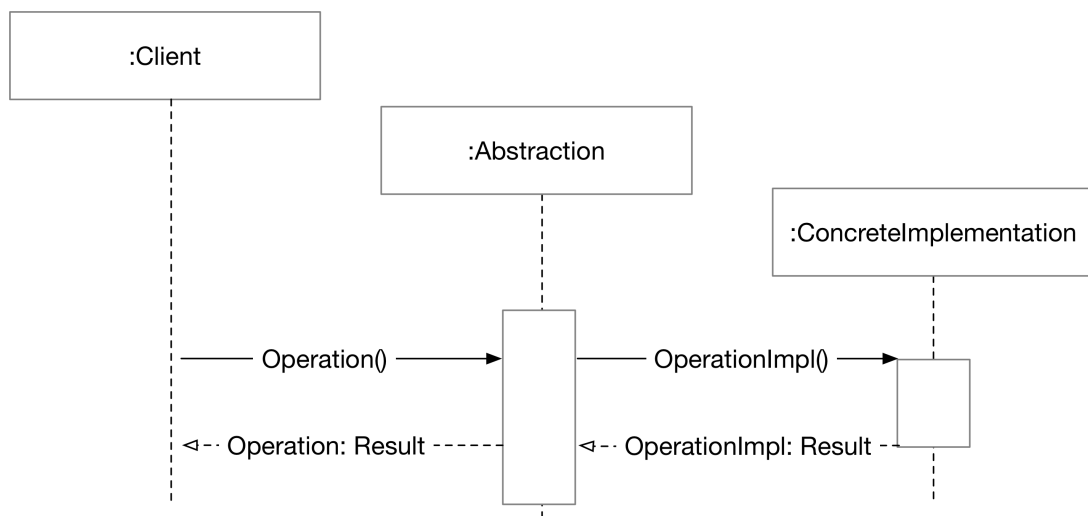 :Client
:Abstraction
:ConcreteImplementation
Operation()
OperationImpl()
Operation: Result
OperationImpl: Result